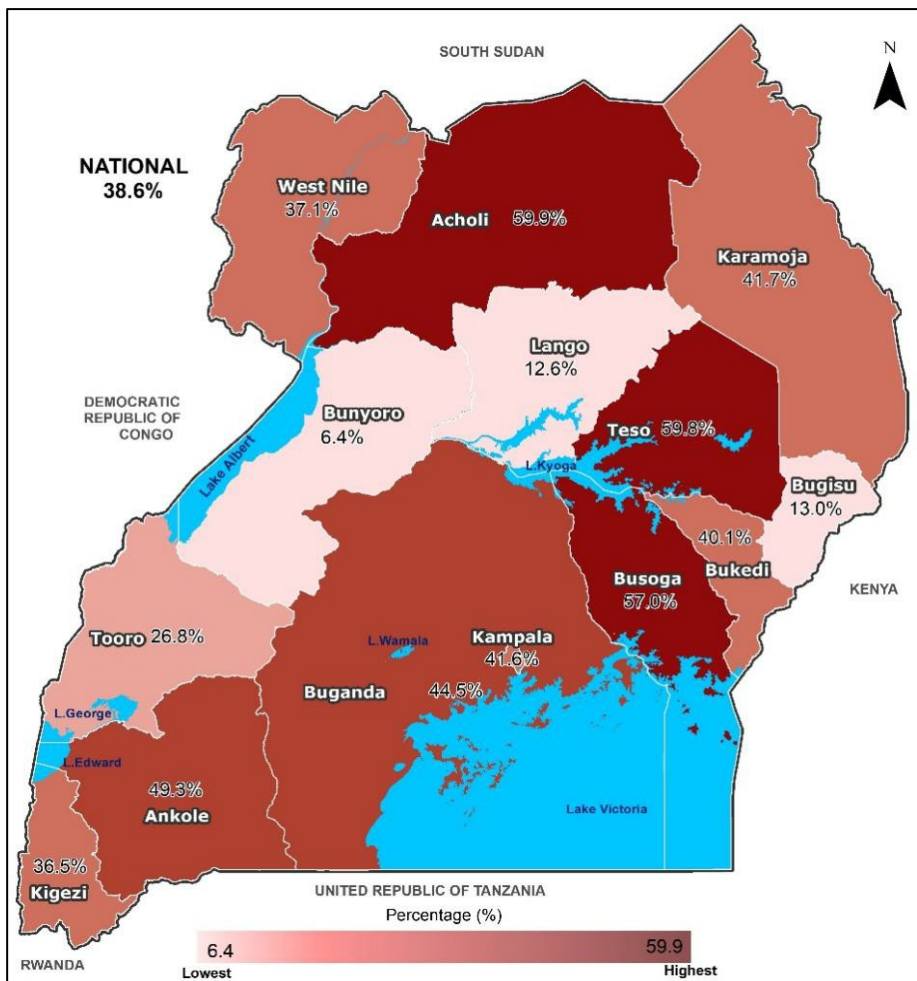 SOUTH SUDAN
N
NATIONAL
38.6%
West Nile
37.1%
Acholi 59.9%
Karamoja
41.7%
Lango
12.6%
DEMOCRATIC
REPUBLIC OF
CONGO
Lake Albert
Bunyoro
6.4%
Teso 59.8%
L.Kyoga
Bugisu
13.0%
40.1%
Bukedi
Busoga
57.0%
KENYA
Tooro 26.8%
L.Wamala
Kampala
41.6%
Buganda
44.5%
L.George
L.Edward
49.3%
Ankole
Lake Victoria
36.5%
Kigezi
UNITED REPUBLIC OF TANZANIA
Percentage (%)
6.4
59.9
Lowest
Highest
RWANDA